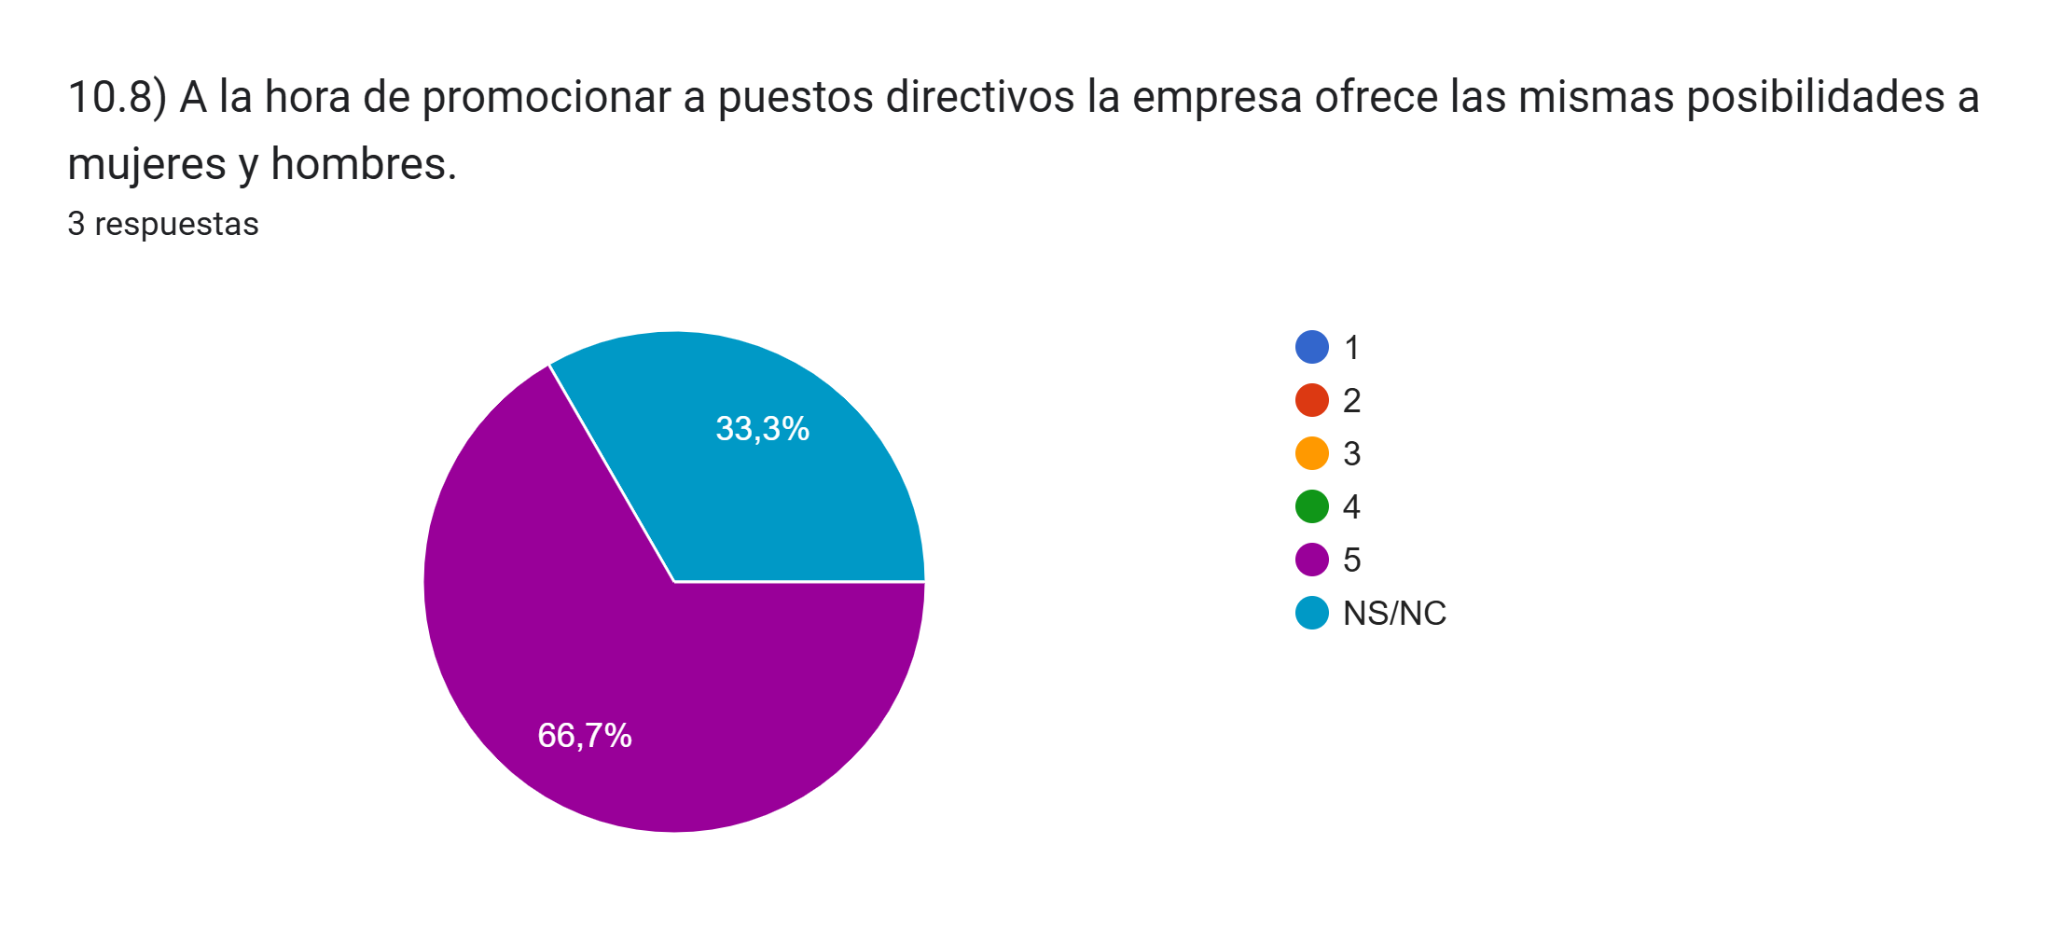 10.8) A la hora de promocionar a puestos directivos la empresa ofrece las mismas posibilidades a
mujeres y hombres.
3 respuestas
33,3%
66,7%
1
2
3
4
5
NS/NC